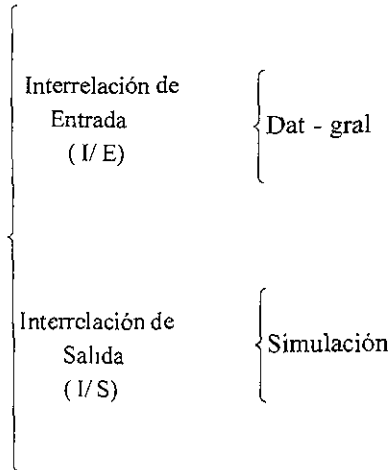 Interrelación de
Entrada
( I/ E)
Dat - gral
Interrelación de
Salida
( I/ S)
Simulación